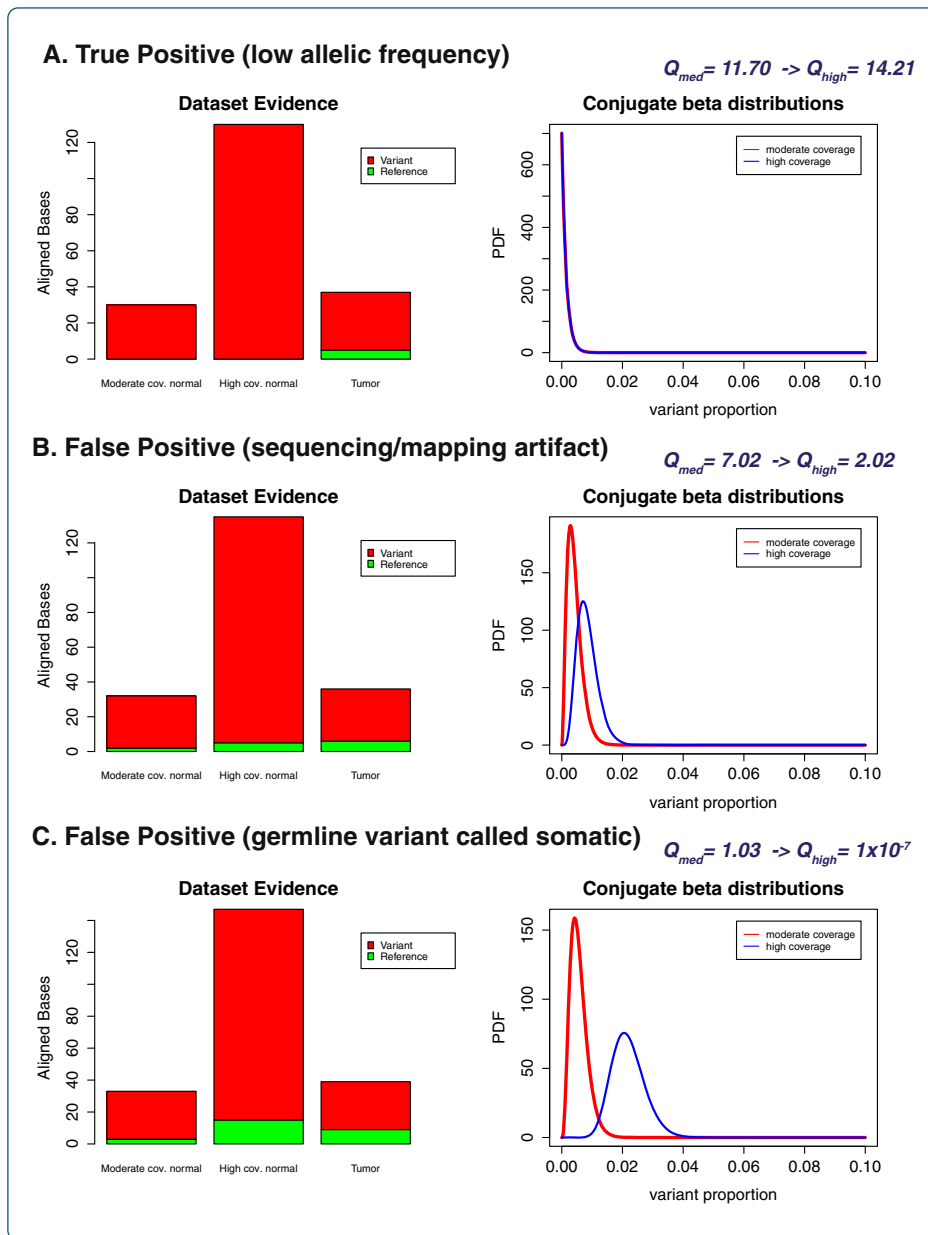 A. True Positive (low allelic frequency)
Qmed= 11.70 -> Qhigh= 14.21
Dataset Evidence
Aligned Bases
0 20 40 60 80 120
Variant
Reference
Moderate cov. normal High cov. normal Tumor
Conjugate beta distributions
PDF
0 200 400 600
moderate coverage
high coverage
0.00 0.02 0.04 0.06 0.08 0.10
variant proportion
B. False Positive (sequencing/mapping artifact)
Qmed= 7.02 -> Qhigh= 2.02
Dataset Evidence
Aligned Bases
0 20 40 60 80 120
Variant
Reference
Moderate cov. normal High cov. normal Tumor
Conjugate beta distributions
PDF
0 50 100 150
moderate coverage
high coverage
0.00 0.02 0.04 0.06 0.08 0.10
variant proportion
C. False Positive (germline variant called somatic)
Qmed= 1.03 -> Qhigh= 1x10-7
Dataset Evidence
Aligned Bases
0 20 40 60 80 120
Variant
Reference
Moderate cov. normal High cov. normal Tumor
Conjugate beta distributions
PDF
0 50 100 150
moderate coverage
high coverage
0.00 0.02 0.04 0.06 0.08 0.10
variant proportion